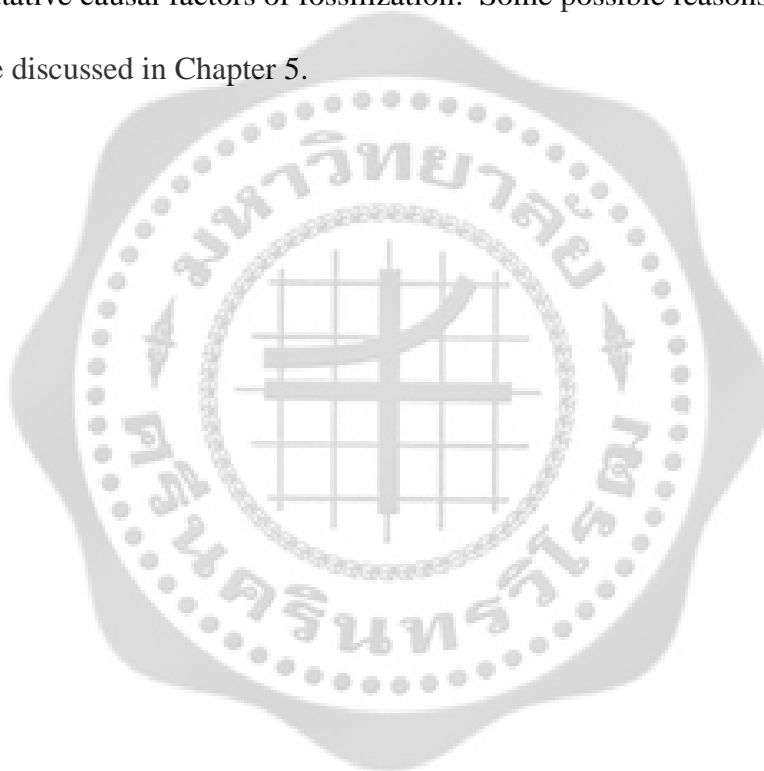 tative causal factors of fossilization. Some possible reasons
e discussed in Chapter 5.
มหาวิทยาลัย
ศรีนครินทรวิโรฒ